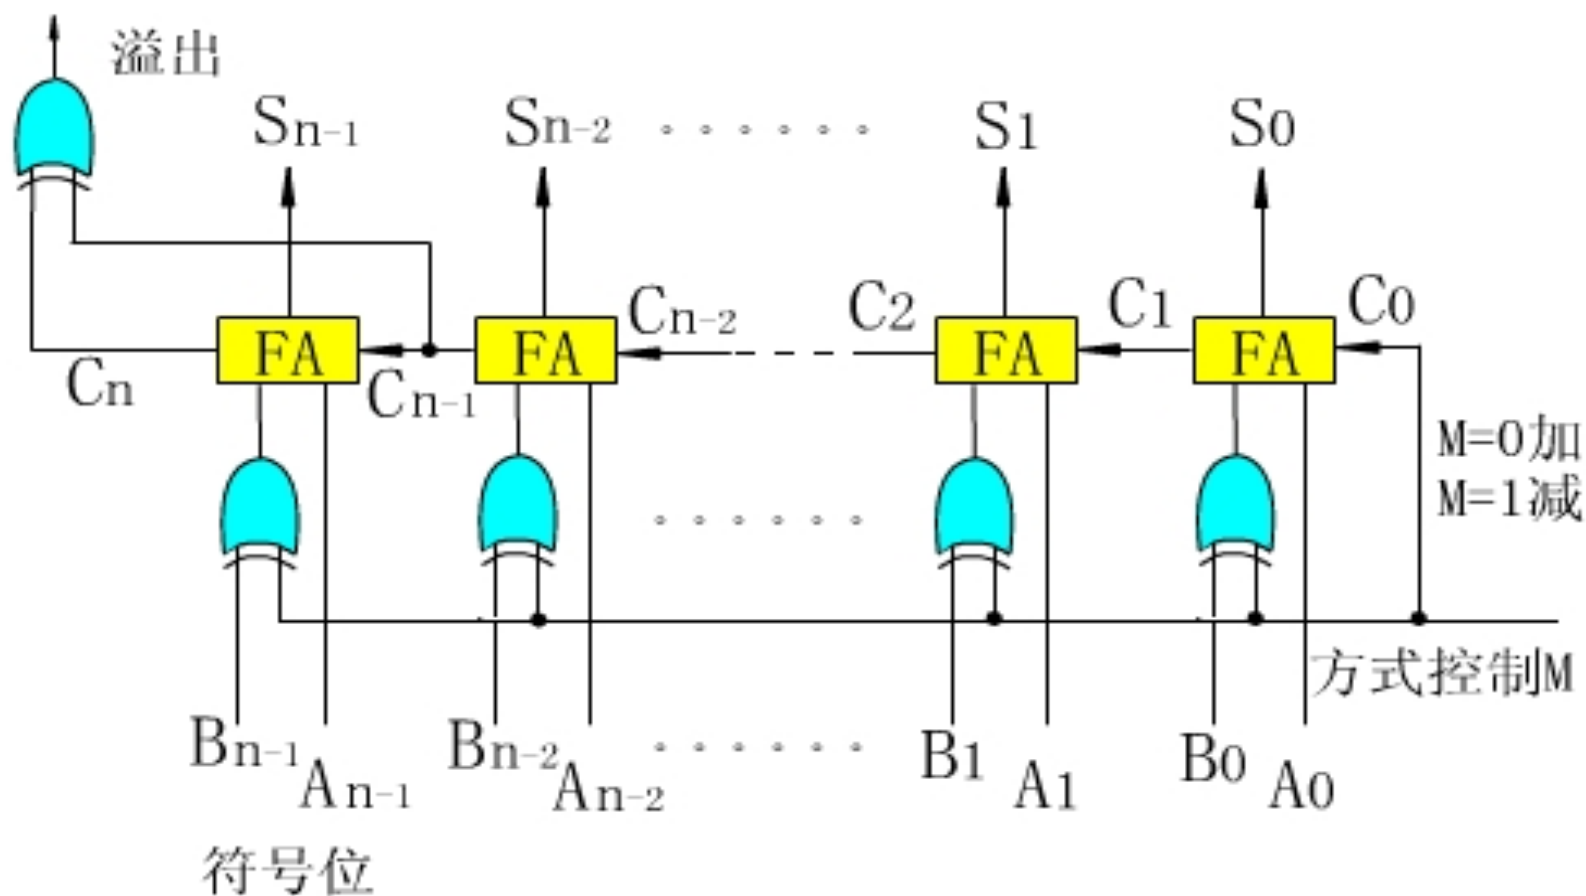 溢出
Sn-1 Sn-2 S1 S0
Cn-2 C2 C1 C0
FA FA FA FA
Cn Cn-1
M=0加
M=1减
方式控制M
Bn-1 Bn-2 B1 B0
An-1 An-2 A1 A0
符号位